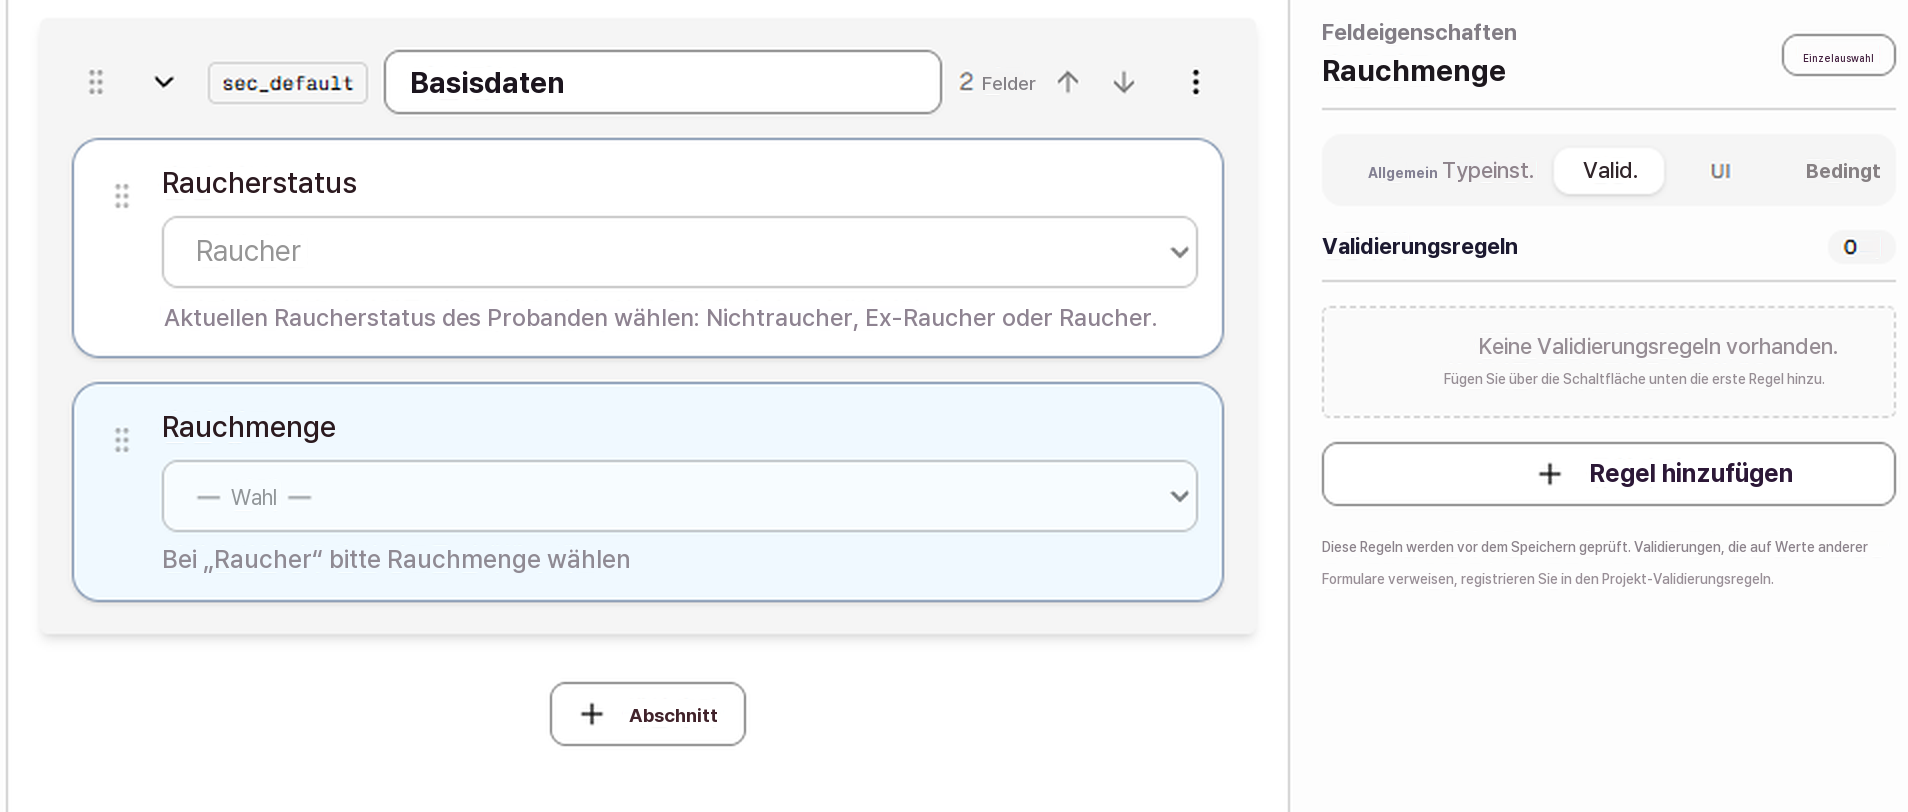 sec_default Basisdaten 2 Felder
Raucherstatus
Raucher
Aktuellen Raucherstatus des Probanden wählen: Nichtraucher, Ex-Raucher oder Raucher.
Rauchmenge
— Wahl —
Bei „Raucher“ bitte Rauchmenge wählen
+ Abschnitt
Feldeigenschaften
Rauchmenge
Einzelauswahl
Allgemein Typeinst. Valid. UI Bedingt
Validierungsregeln 0
Keine Validierungsregeln vorhanden.
Fügen Sie über die Schaltfläche unten die erste Regel hinzu.
+ Regel hinzufügen
Diese Regeln werden vor dem Speichern geprüft. Validierungen, die auf Werte anderer
Formulare verweisen, registrieren Sie in den Projekt-Validierungsregeln.